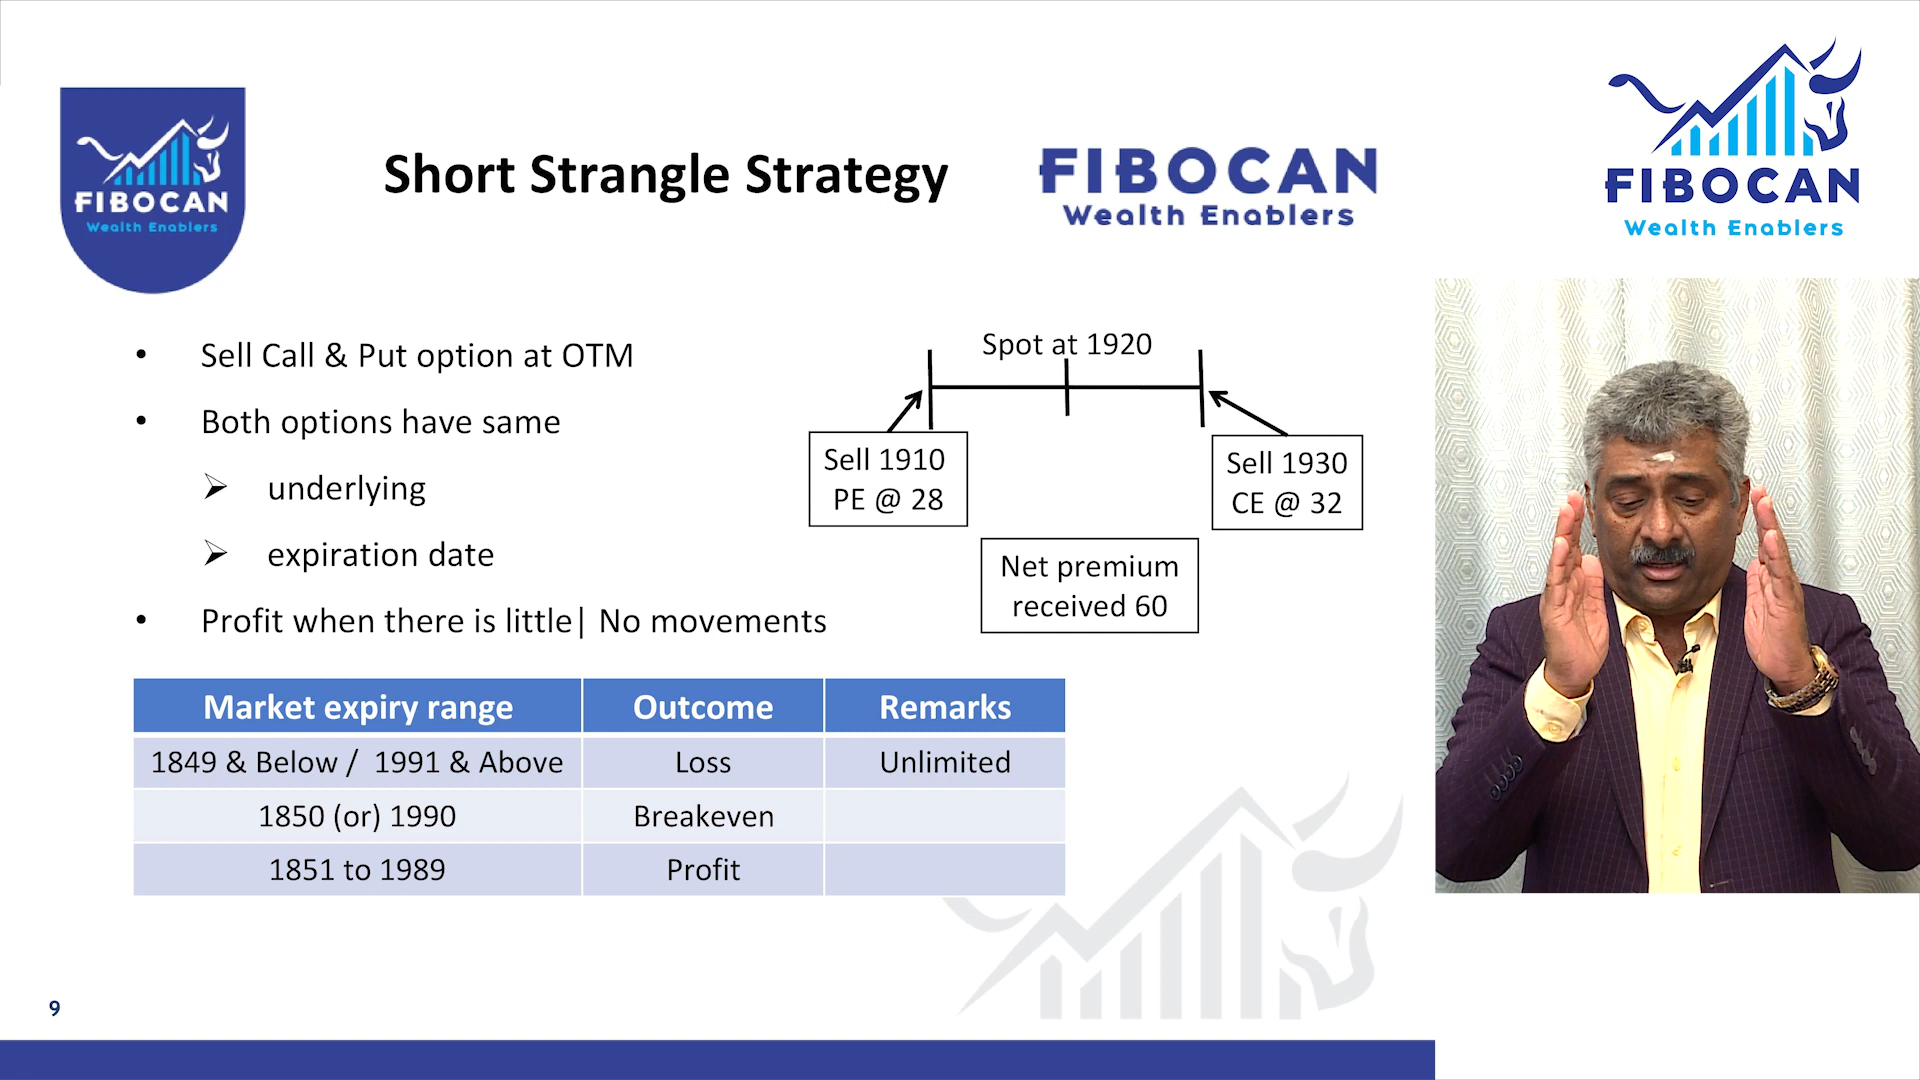 FIBOCAN
Wealth Enablers
Short Strangle Strategy
FIBOCAN
Wealth Enablers
FIBOCAN
Wealth Enablers
• Sell Call & Put option at OTM
• Both options have same
➢ underlying
➢ expiration date
• Profit when there is little| No movements
Spot at 1920
Sell 1910
PE @ 28
Sell 1930
CE @ 32
Net premium
received 60
Market expiry range Outcome Remarks
1849 & Below / 1991 & Above Loss Unlimited
1850 (or) 1990 Breakeven
1851 to 1989 Profit
9